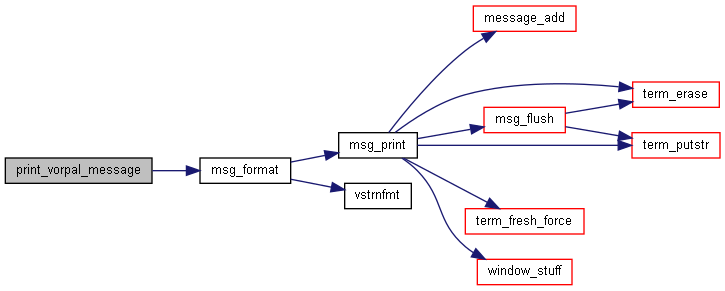 message_add
term_erase
msg_flush
msg_print
term_putstr
print_vorpal_message
msg_format
vstrnfmt
term_fresh_force
window_stuff